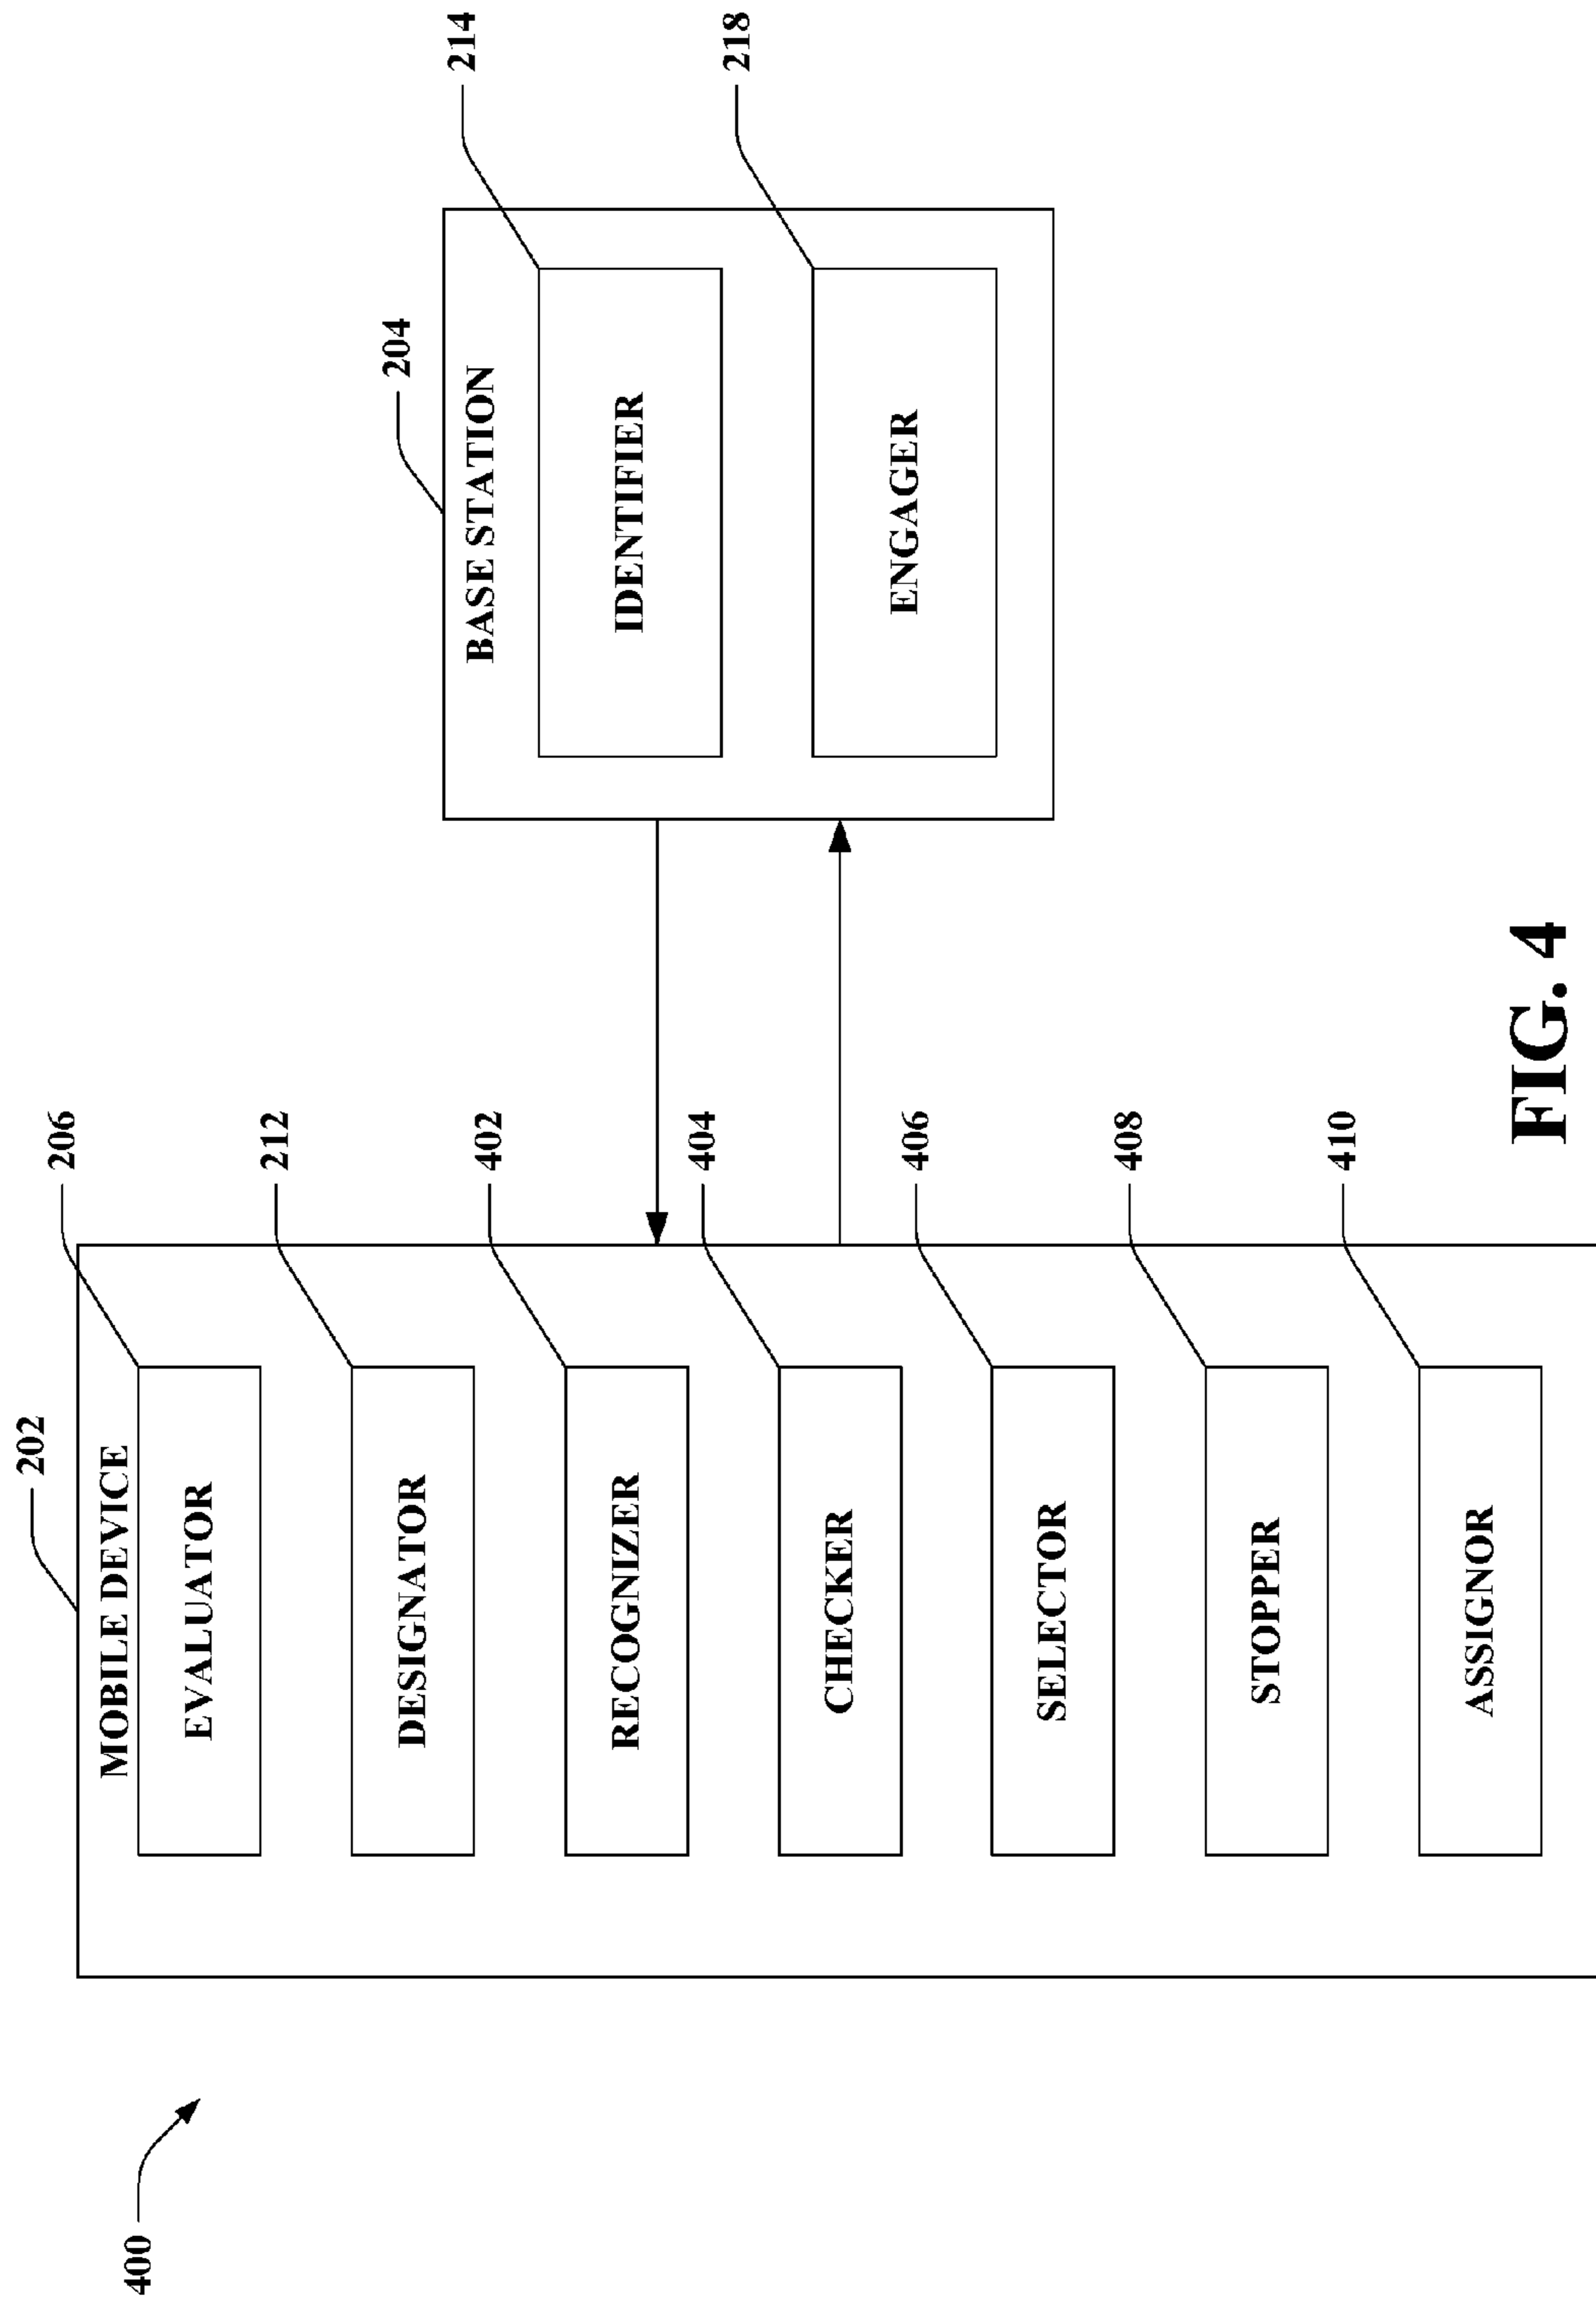 400
202
MOBILE DEVICE
206
EVALUATOR
212
DESIGNATOR
402
RECOGNIZER
404
CHECKER
406
SELECTOR
408
STOPPER
410
ASSIGNOR
204
BASE STATION
214
IDENTIFIER
218
ENGAGER
FIG. 4